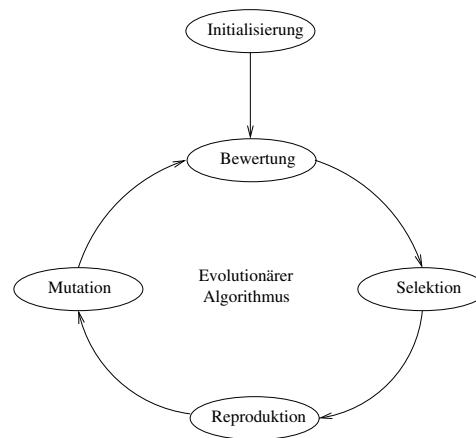 Initialisierung
Bewertung
Evolutionärer
Algorithmus
Mutation
Selektion
Reproduktion